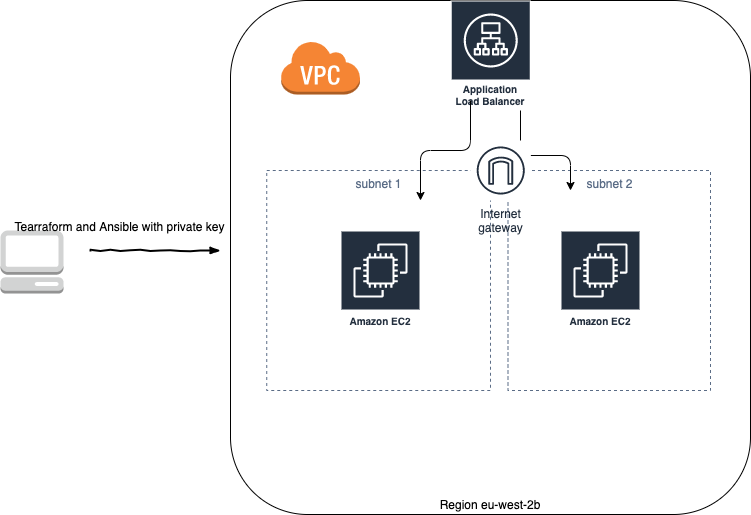 VPC
Application
Load Balancer
subnet 1
subnet 2
Internet
gateway
Tearraform and Ansible with private key
Amazon EC2
Amazon EC2
Region eu-west-2b